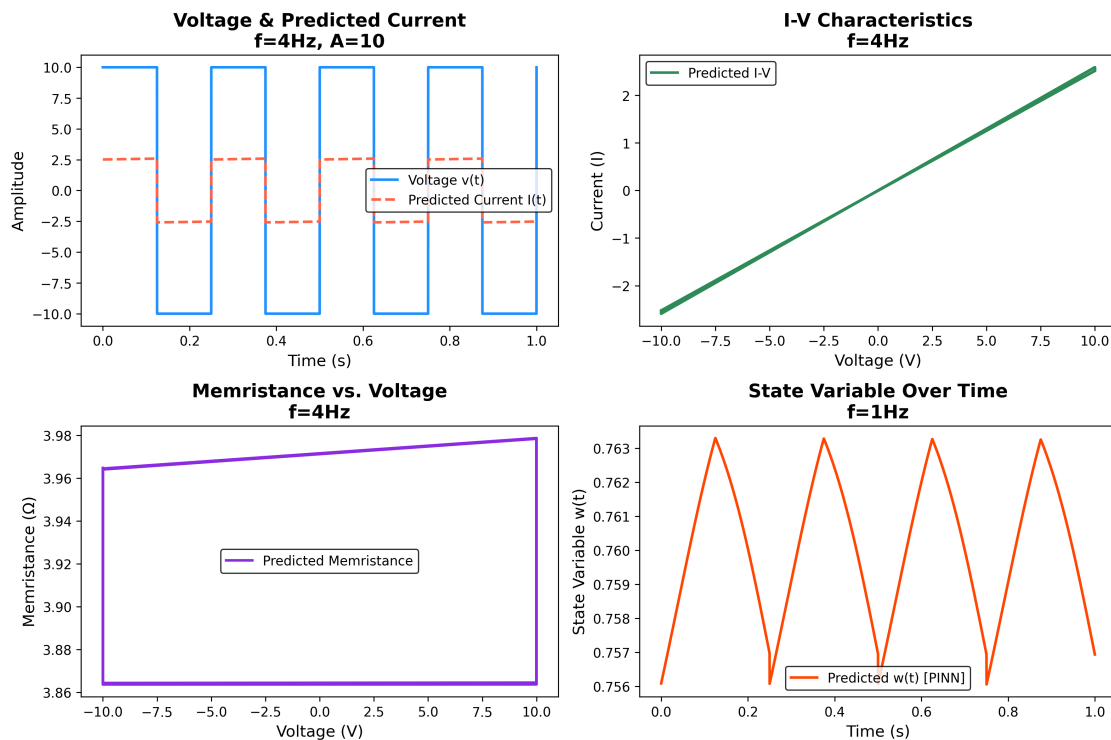 Voltage & Predicted Current
f=4Hz, A=10
10.0
7.5
5.0
2.5
0.0
−2.5
−5.0
−7.5
−10.0
Amplitude
Voltage v(t)
Predicted Current I(t)
0.0 0.2 0.4 0.6 0.8 1.0
Time (s)
I-V Characteristics
f=4Hz
Predicted I-V
2
1
0
−1
−2
Current (I)
−10.0 −7.5 −5.0 −2.5 0.0 2.5 5.0 7.5 10.0
Voltage (V)
Memristance vs. Voltage
f=4Hz
3.98
3.96
3.94
3.92
3.90
3.88
3.86
Memristance (Ω)
Predicted Memristance
−10.0 −7.5 −5.0 −2.5 0.0 2.5 5.0 7.5 10.0
Voltage (V)
State Variable Over Time
f=1Hz
0.763
0.762
0.761
0.760
0.759
0.758
0.757
0.756
State Variable w(t)
Predicted w(t) [PINN]
0.0 0.2 0.4 0.6 0.8 1.0
Time (s)